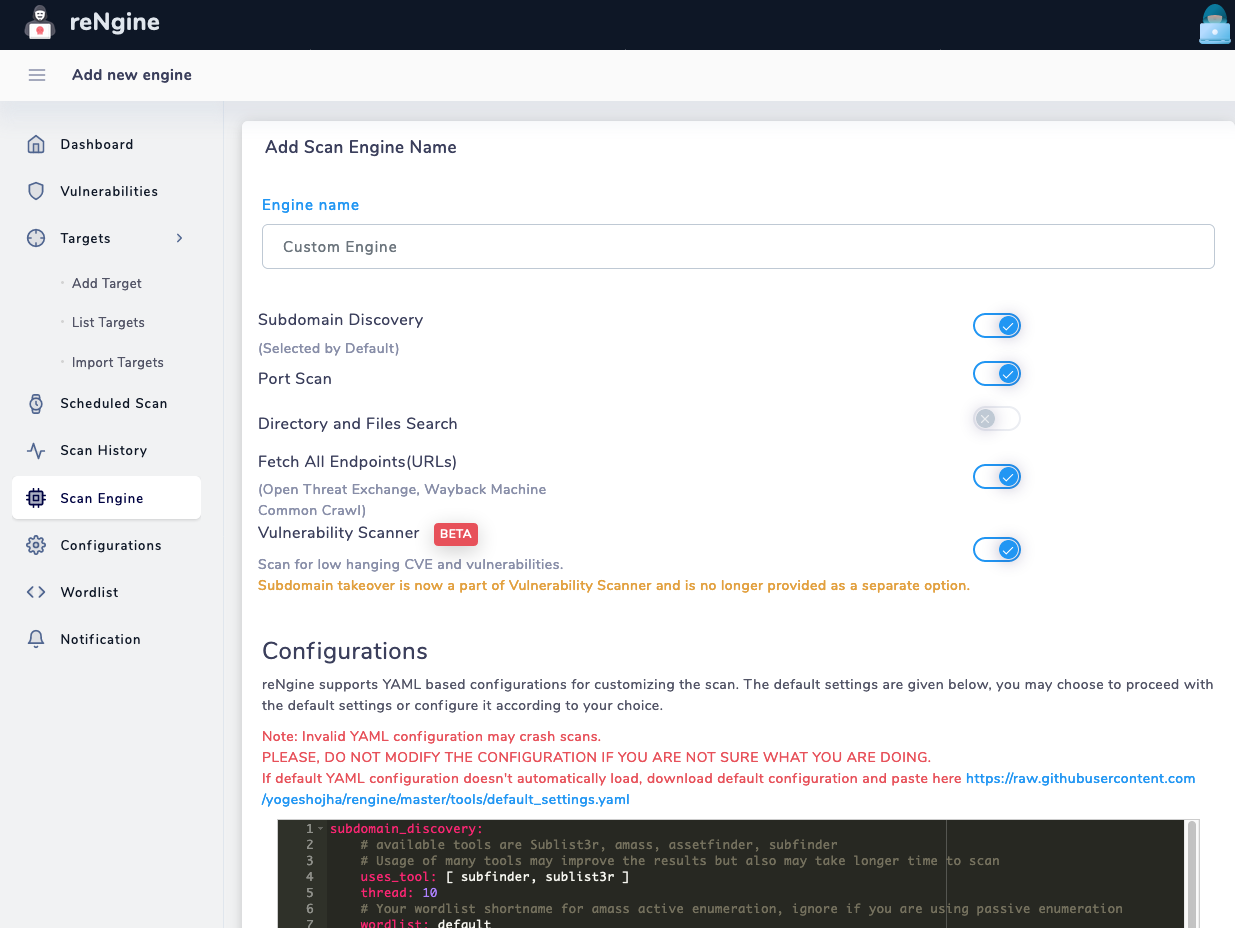 reNgine
Add new engine
Dashboard
Vulnerabilities
Targets
Add Target
List Targets
Import Targets
Scheduled Scan
Scan History
Scan Engine
Configurations
Wordlist
Notification
Add Scan Engine Name
Engine name
Custom Engine
Subdomain Discovery
(Selected by Default)
Port Scan
Directory and Files Search
Fetch All Endpoints(URLs)
(Open Threat Exchange, Wayback Machine
Common Crawl)
Vulnerability Scanner BETA
Scan for low hanging CVE and vulnerabilities.
Subdomain takeover is now a part of Vulnerability Scanner and is no longer provided as a separate option.
Configurations
reNgine supports YAML based configurations for customizing the scan. The default settings are given below, you may choose to proceed with
the default settings or configure it according to your choice.
Note: Invalid YAML configuration may crash scans.
PLEASE, DO NOT MODIFY THE CONFIGURATION IF YOU ARE NOT SURE WHAT YOU ARE DOING.
If default YAML configuration doesn't automatically load, download default configuration and paste here https://raw.githubusercontent.com
/yogeshojha/rengine/master/tools/default_settings.yaml
1 subdomain_discovery:
2 # available tools are Sublist3r, amass, assetfinder, subfinder
3 # Usage of many tools may improve the results but also may take longer time to scan
4 uses_tool: [ subfinder, sublist3r ]
5 thread: 10
6 # Your wordlist shortname for amass active enumeration, ignore if you are using passive enumeration
7 wordlist: default